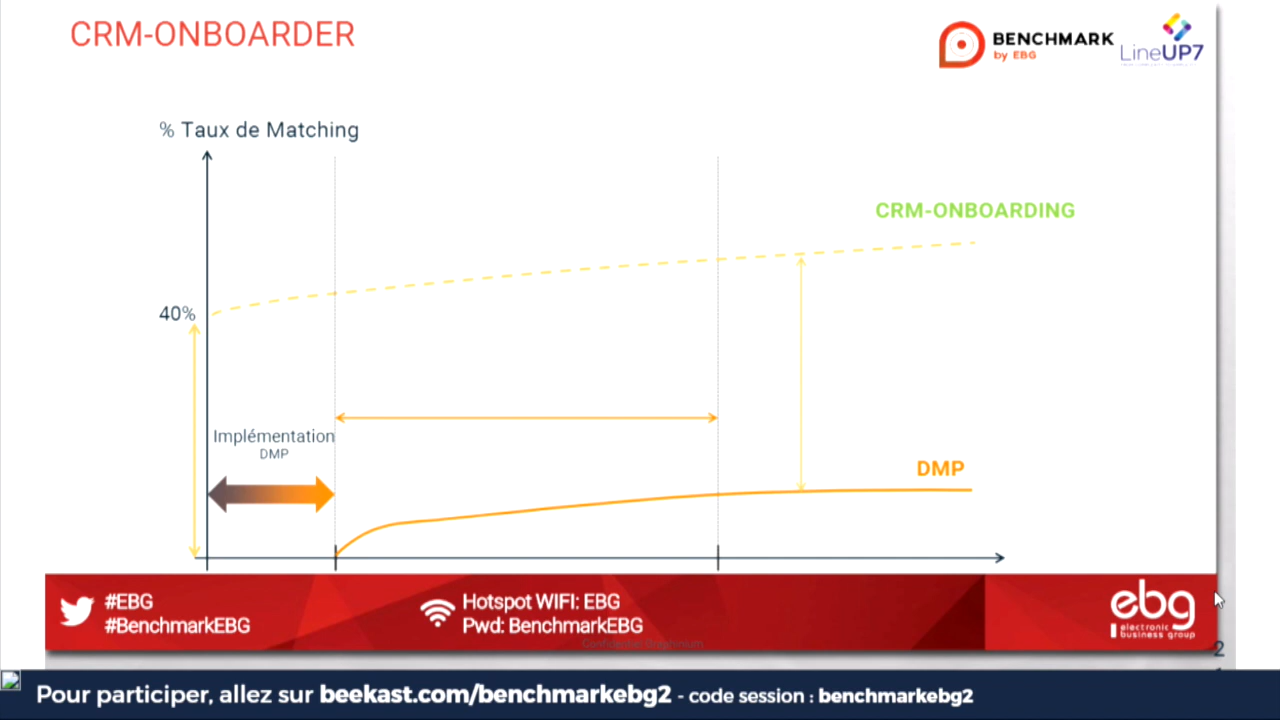 CRM-ONBOARDER
BENCHMARK
by EBG
LineUP7
% Taux de Matching
CRM-ONBOARDING
40%
Implémentation
DMP
DMP
#EBG
#BenchmarkEBG
Hotspot WIFI: EBG
Pwd: BenchmarkEBG
ebg
electronic
business group
2
Pour participer, allez sur beekast.com/benchmarkebg2 - code session : benchmarkebg2